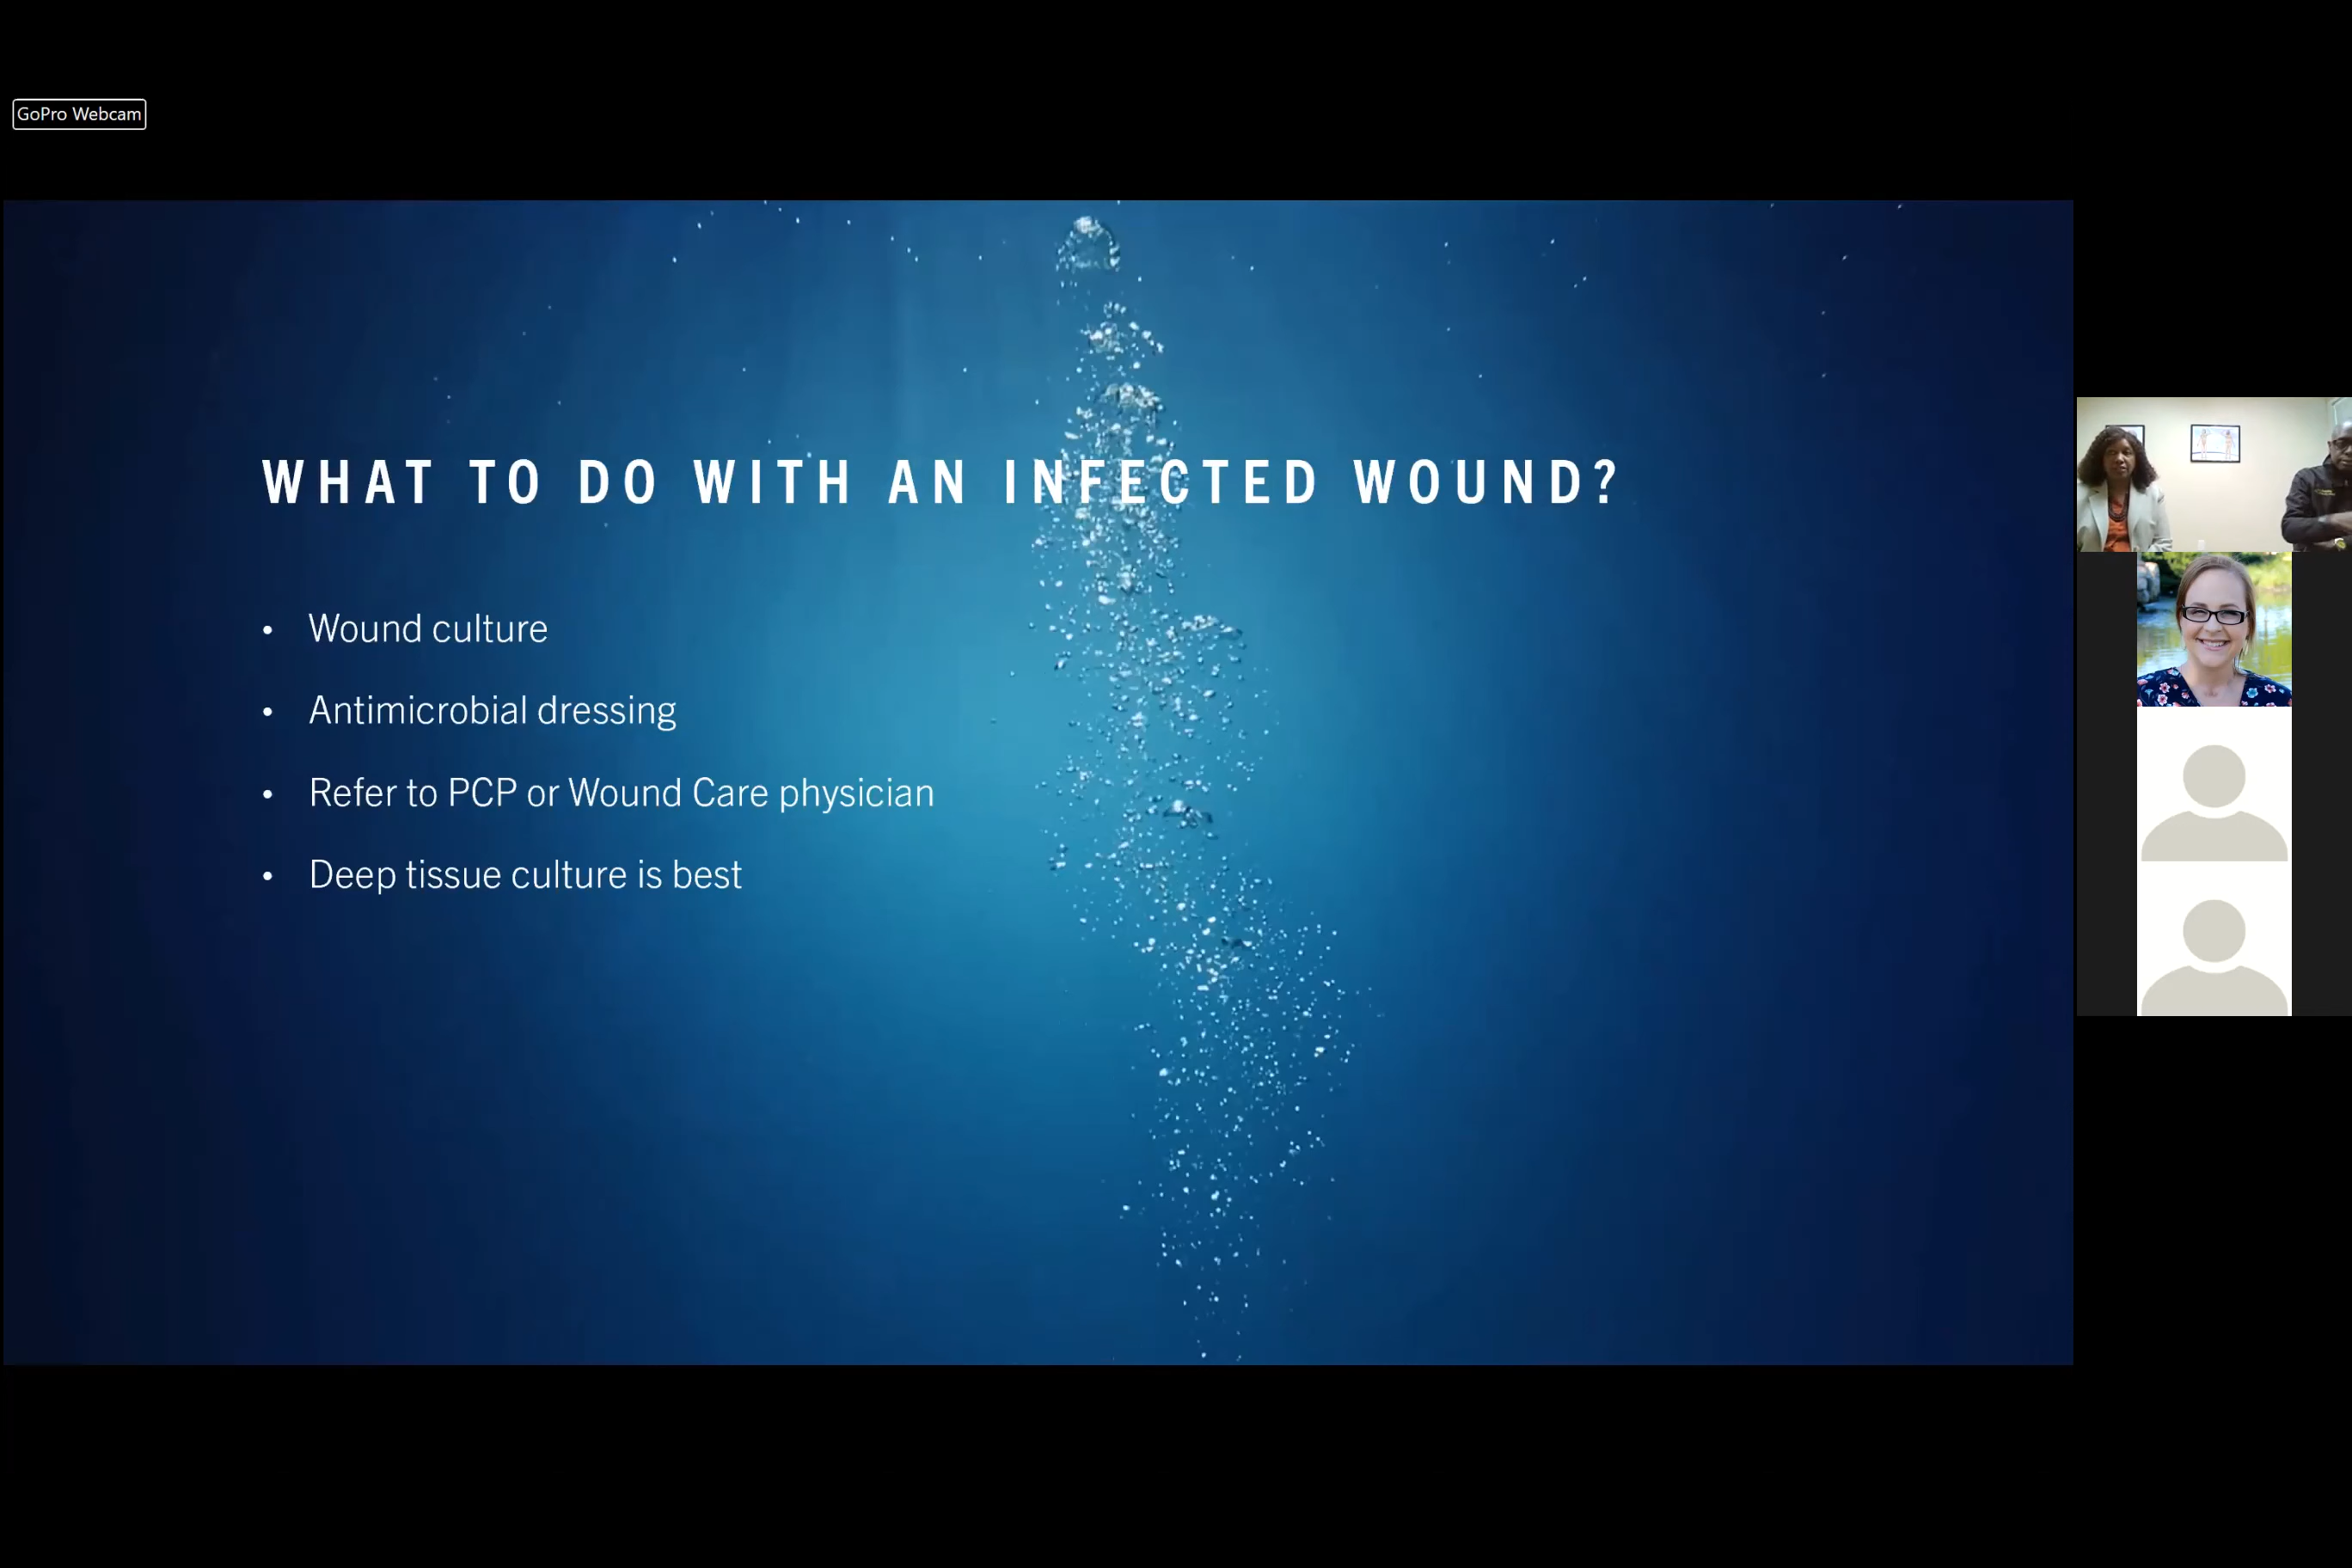 GoPro Webcam
WHAT TO DO WITH AN INFECTED WOUND?
• Wound culture
• Antimicrobial dressing
• Refer to PCP or Wound Care physician
• Deep tissue culture is best